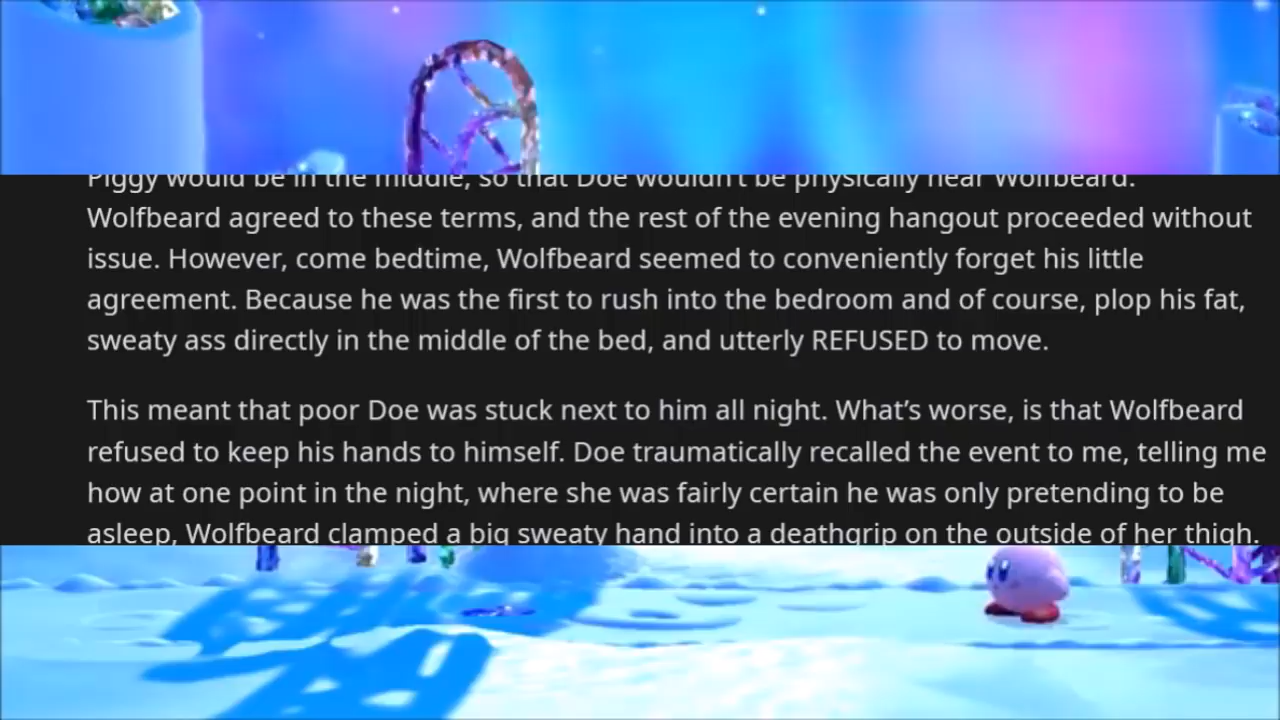 Piggy would be in the middle, so that Doe wouldn't be physically near Wolfbeard.
Wolfbeard agreed to these terms, and the rest of the evening hangout proceeded without
issue. However, come bedtime, Wolfbeard seemed to conveniently forget his little
agreement. Because he was the first to rush into the bedroom and of course, plop his fat,
sweaty ass directly in the middle of the bed, and utterly REFUSED to move.
This meant that poor Doe was stuck next to him all night. What’s worse, is that Wolfbeard
refused to keep his hands to himself. Doe traumatically recalled the event to me, telling me
how at one point in the night, where she was fairly certain he was only pretending to be
asleep, Wolfbeard clamped a big sweaty hand into a deathgrip on the outside of her thigh.